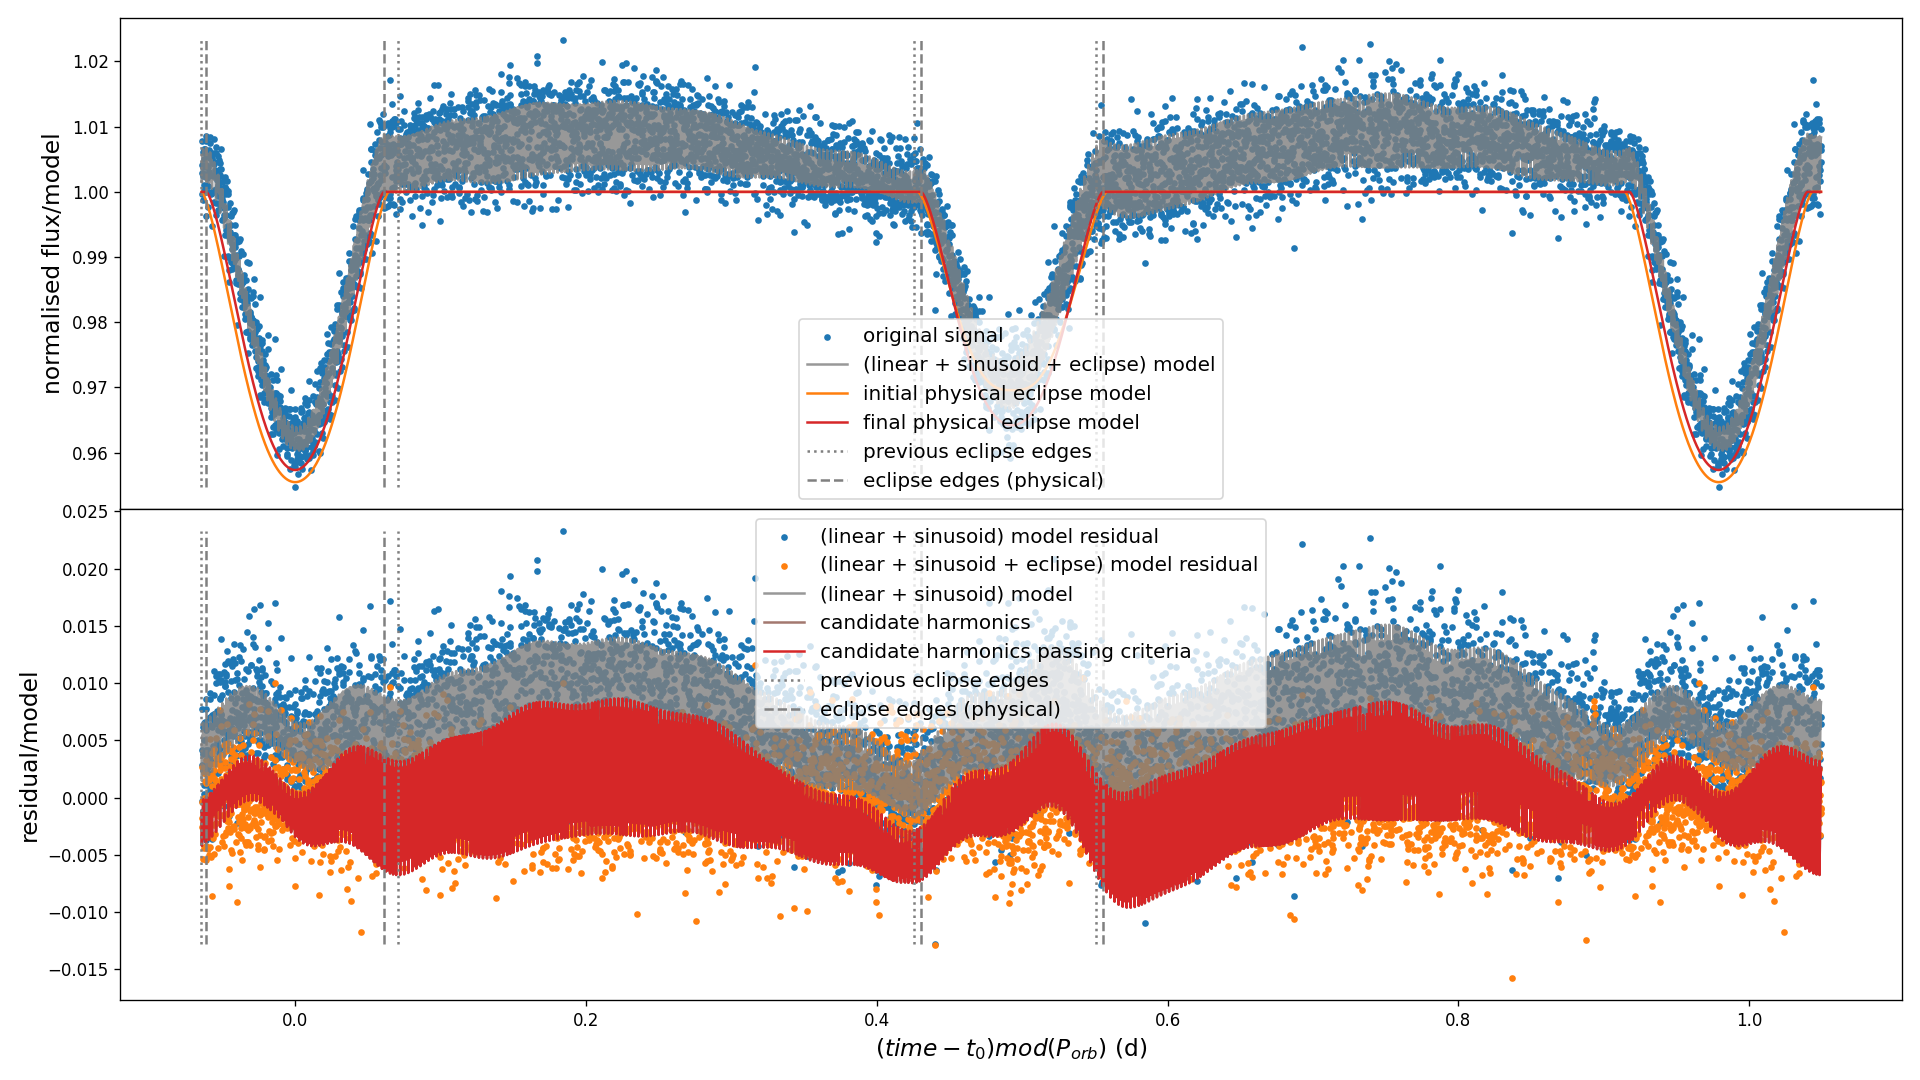 normalised flux/model
1.02
1.01
1.00
0.99
0.98
0.97
0.96
original signal
(linear + sinusoid + eclipse) model
initial physical eclipse model
final physical eclipse model
previous eclipse edges
eclipse edges (physical)
residual/model
0.025
0.020
0.015
0.010
0.005
0.000
−0.005
−0.010
−0.015
(linear + sinusoid) model residual
(linear + sinusoid + eclipse) model residual
(linear + sinusoid) model
candidate harmonics
candidate harmonics passing criteria
previous eclipse edges
eclipse edges (physical)
0.0 0.2 0.4 0.6 0.8 1.0
(time − t₀)mod(P_orb) (d)